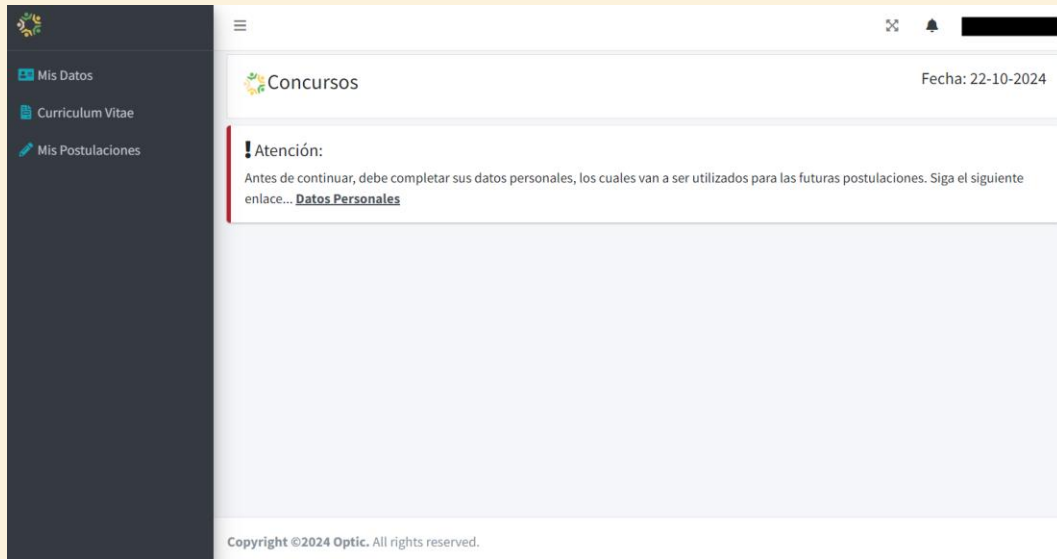 Mis Datos
Curriculum Vitae
Mis Postulaciones
Concursos
Fecha: 22-10-2024
! Atención:
Antes de continuar, debe completar sus datos personales, los cuales van a ser utilizados para las futuras postulaciones. Siga el siguiente
enlace... Datos Personales
Copyright ©2024 Optic. All rights reserved.